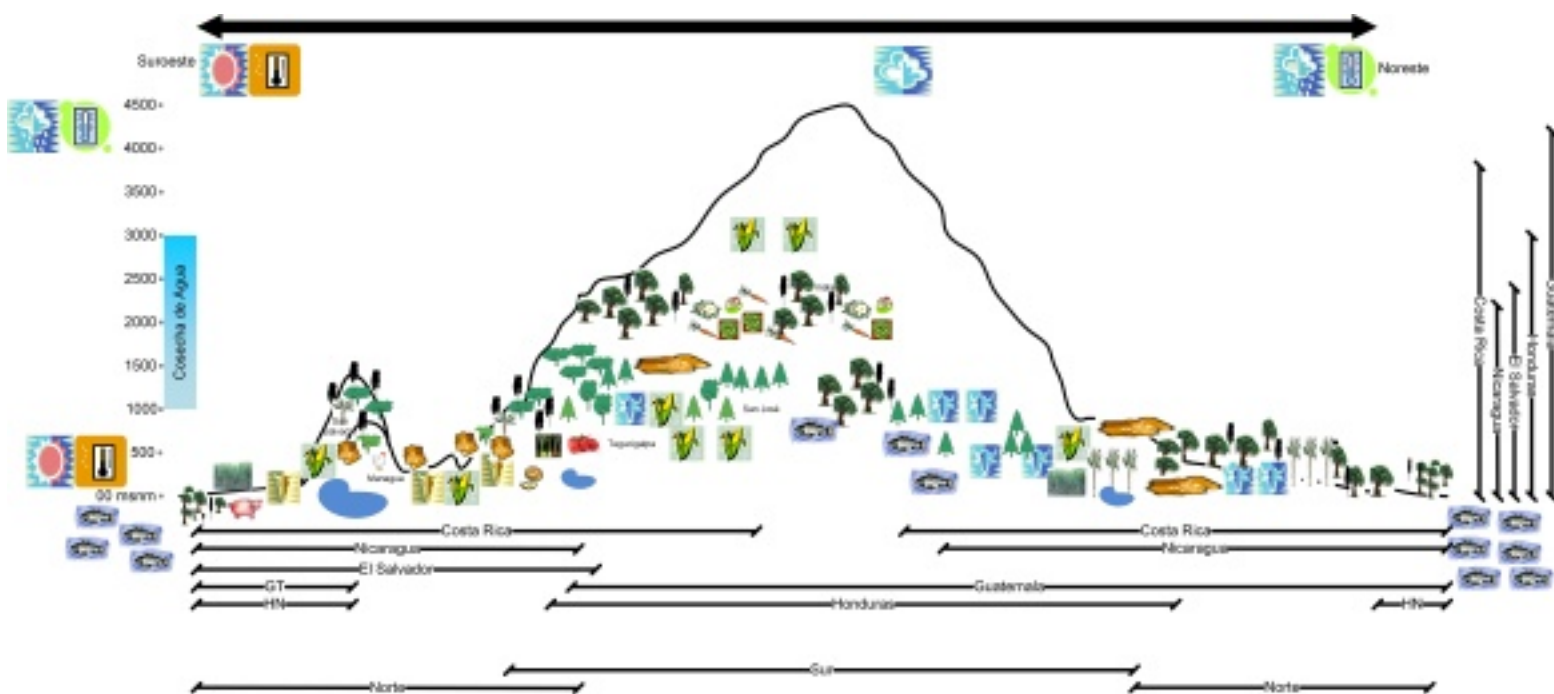 Suroeste
Noreste
4500
4000
3500
3000
2500
2000
1500
1000
500
00 msnm
Cosecha de Agua
San José
Tegucigalpa
Managua
Costa Rica
Nicaragua
El Salvador
Honduras
Guatemala
Costa Rica
Costa Rica
Nicaragua
Nicaragua
El Salvador
GT
Guatemala
HN
Honduras
HN
Sur
Norte
Norte